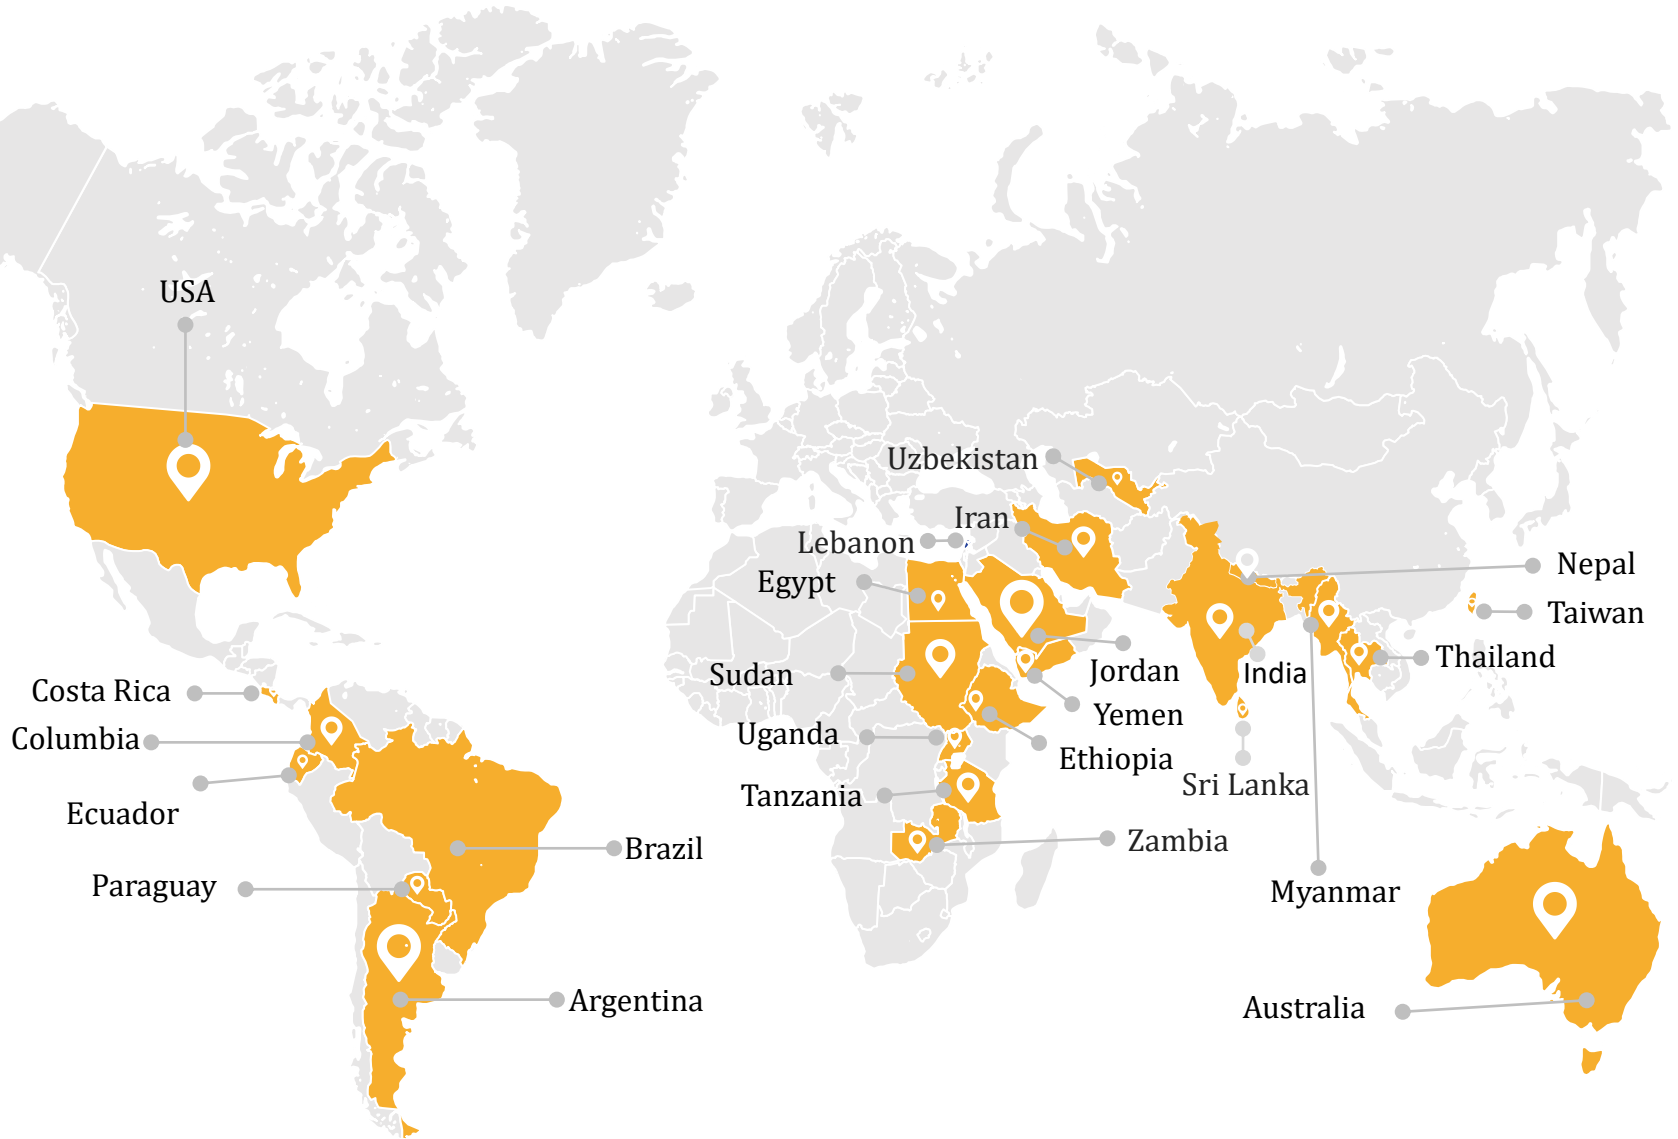 USA
Uzbekistan
Iran
Lebanon
Egypt
Nepal
Taiwan
Thailand
Sudan
Jordan
India
Costa Rica
Yemen
Columbia
Uganda
Ethiopia
Sri Lanka
Tanzania
Ecuador
Zambia
Brazil
Paraguay
Myanmar
Argentina
Australia